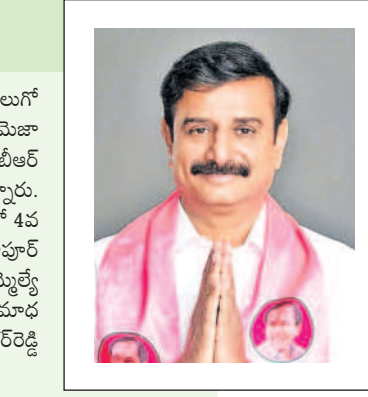 లుగో
మెజా
బీఆర్
న్నారు.
లో 4వ
పూర్
మ్మెల్యే
మాధ
ర్‌రెడ్డి